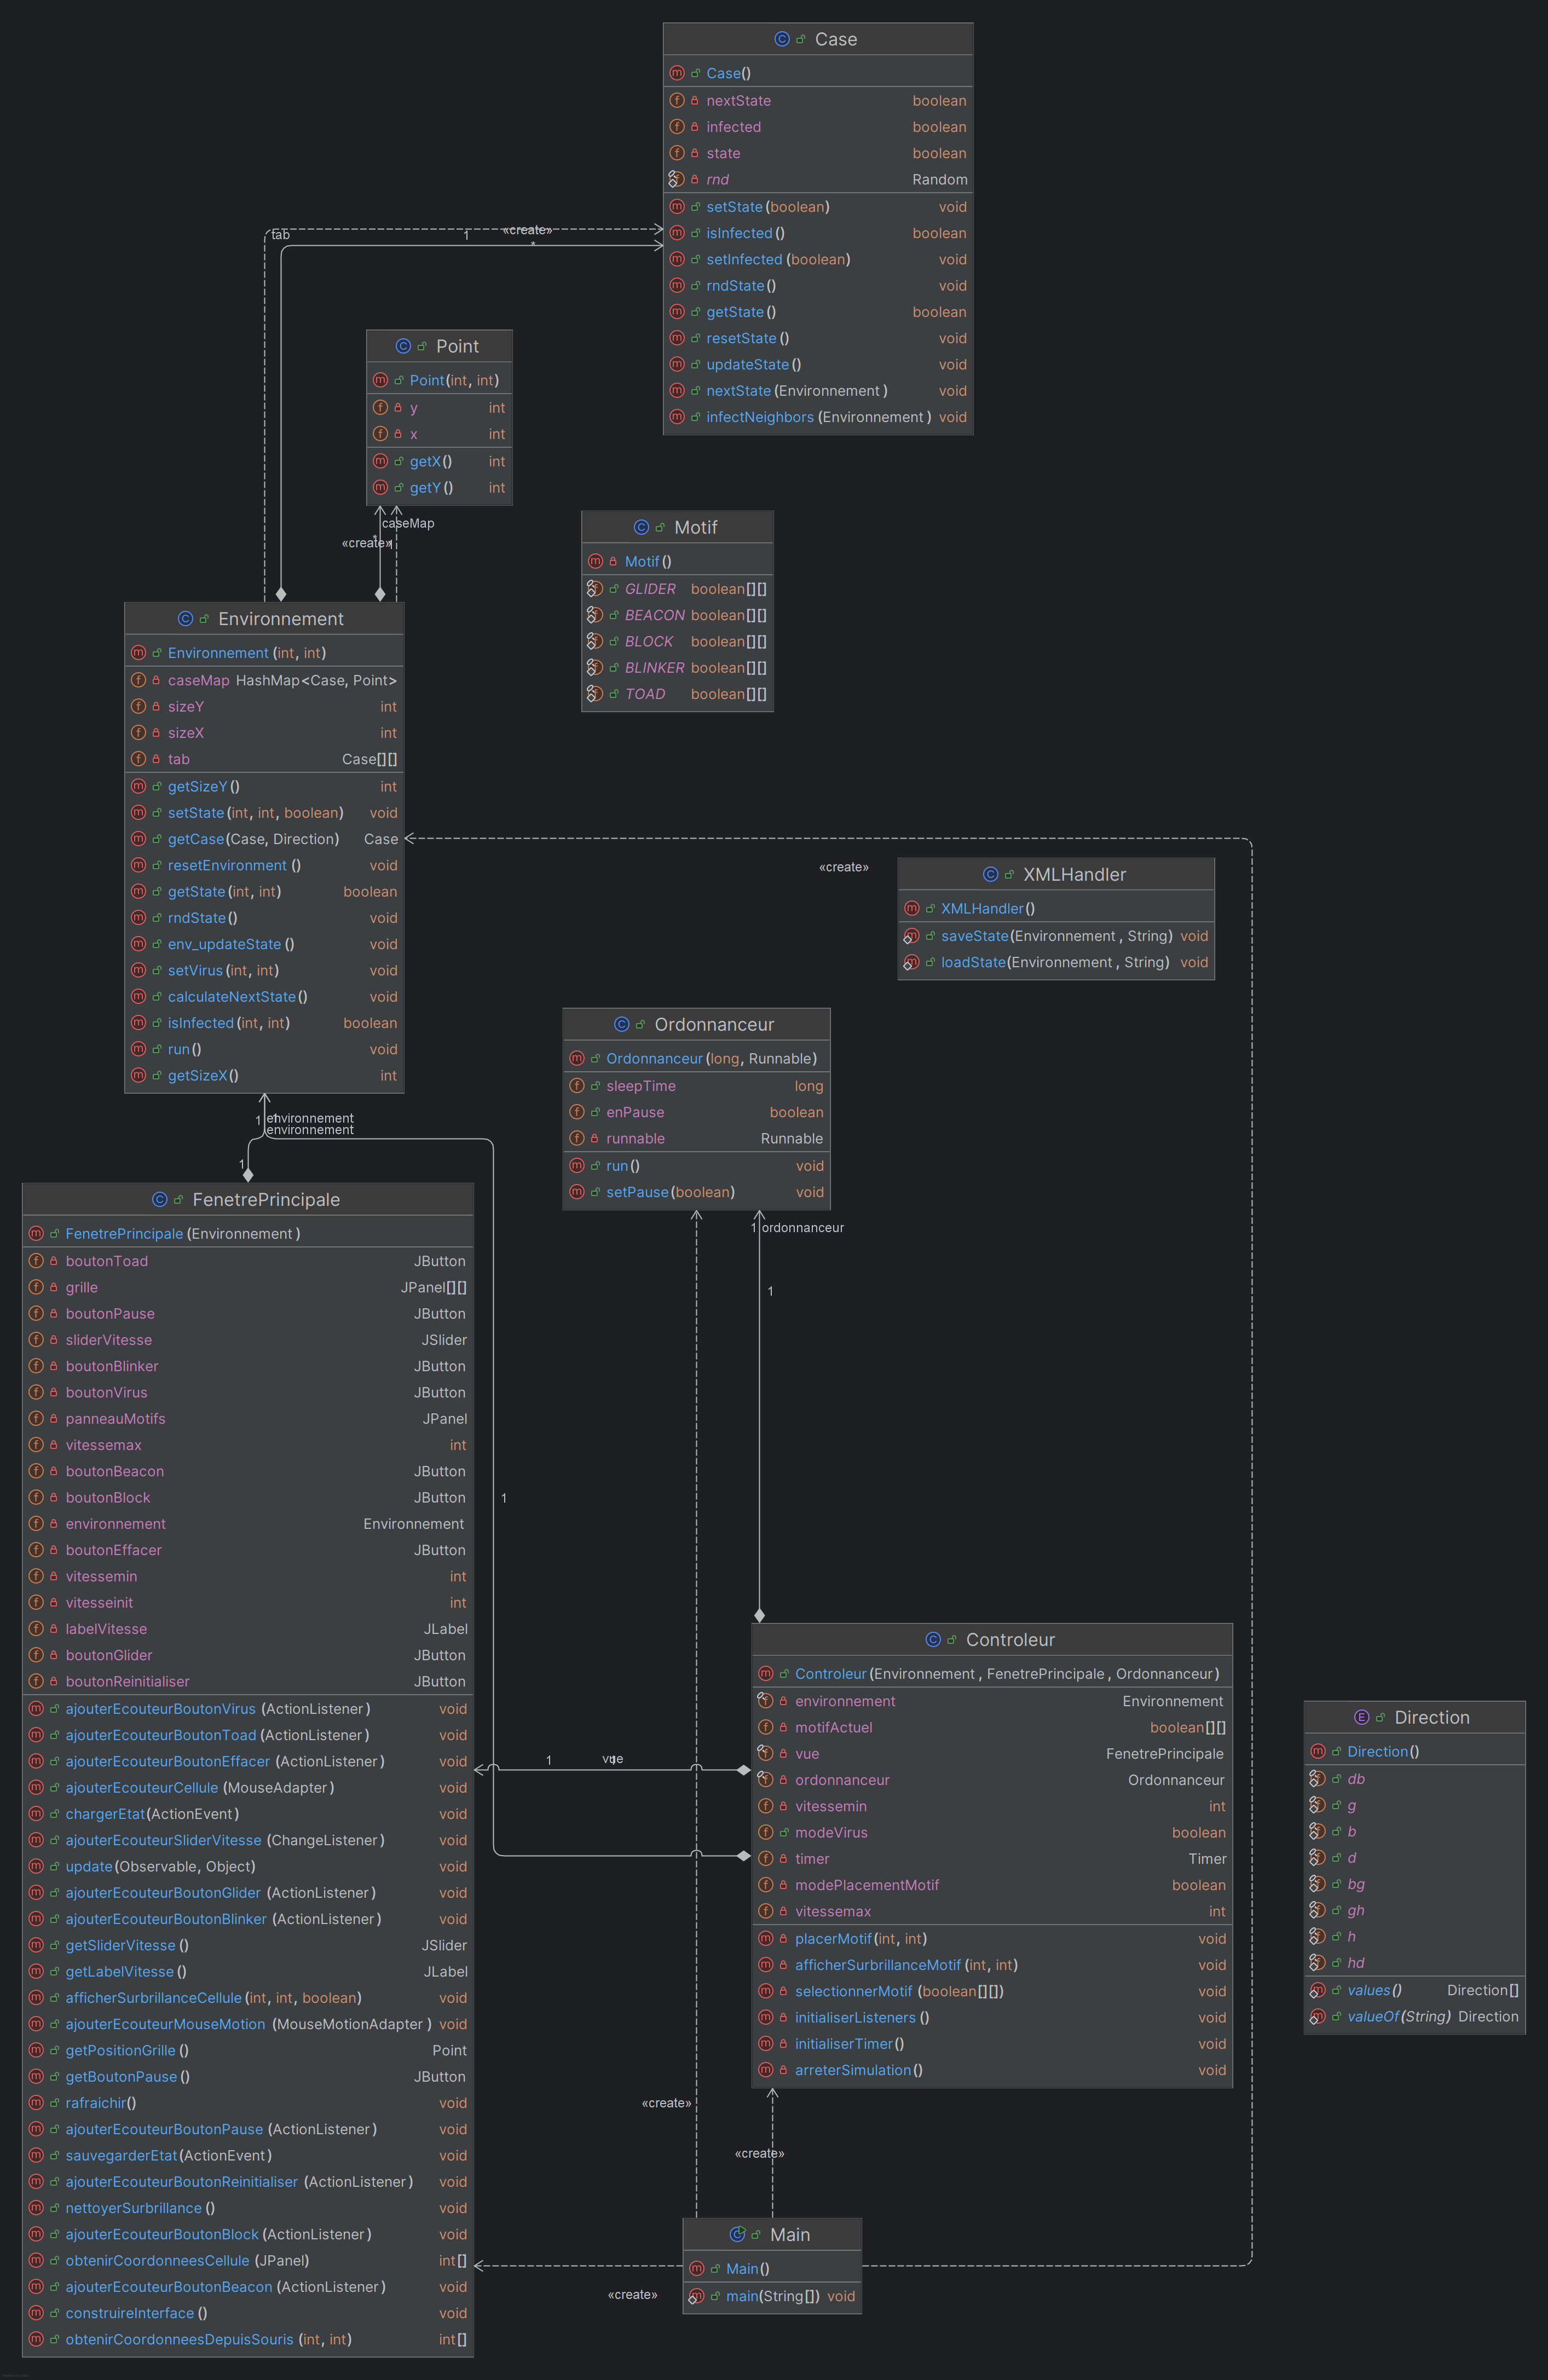 Case
Case()
nextState boolean
infected boolean
state boolean
rnd Random
setState(boolean) void
isInfected() boolean
setInfected(boolean) void
rndState() void
getState() boolean
resetState() void
updateState() void
nextState(Environnement) void
infectNeighbors(Environnement) void
tab
1
«create»
*
Point
Point(int, int)
y int
x int
getX() int
getY() int
caseMap
*
«create»
1
Motif
Motif()
GLIDER boolean[][]
BEACON boolean[][]
BLOCK boolean[][]
BLINKER boolean[][]
TOAD boolean[][]
Environnement
Environnement(int, int)
caseMap HashMap<Case, Point>
sizeY int
sizeX int
tab Case[][]
getSizeY() int
setState(int, int, boolean) void
getCase(Case, Direction) Case
resetEnvironment() void
getState(int, int) boolean
rndState() void
env_updateState() void
setVirus(int, int) void
calculateNextState() void
isInfected(int, int) boolean
run() void
getSizeX() int
«create»
XMLHandler
XMLHandler()
saveState(Environnement, String) void
loadState(Environnement, String) void
Ordonnanceur
Ordonnanceur(long, Runnable)
sleepTime long
enPause boolean
runnable Runnable
run() void
setPause(boolean) void
1 environnement
1
environnement
1
1 ordonnanceur
1
FenetrePrincipale
FenetrePrincipale(Environnement)
boutonToad JButton
grille JPanel[][]
boutonPause JButton
sliderVitesse JSlider
boutonBlinker JButton
boutonVirus JButton
panneauMotifs JPanel
vitessemax int
boutonBeacon JButton
boutonBlock JButton
environnement Environnement
boutonEffacer JButton
vitessemin int
vitesseinit int
labelVitesse JLabel
boutonGlider JButton
boutonReinitialiser JButton
ajouterEcouteurBoutonVirus(ActionListener) void
ajouterEcouteurBoutonToad(ActionListener) void
ajouterEcouteurBoutonEffacer(ActionListener) void
ajouterEcouteurCellule(MouseAdapter) void
chargerEtat(ActionEvent) void
ajouterEcouteurSliderVitesse(ChangeListener) void
update(Observable, Object) void
ajouterEcouteurBoutonGlider(ActionListener) void
ajouterEcouteurBoutonBlinker(ActionListener) void
getSliderVitesse() JSlider
getLabelVitesse() JLabel
afficherSurbrillanceCellule(int, int, boolean) void
ajouterEcouteurMouseMotion(MouseMotionAdapter) void
getPositionGrille() Point
getBoutonPause() JButton
rafraichir() void
ajouterEcouteurBoutonPause(ActionListener) void
sauvegarderEtat(ActionEvent) void
ajouterEcouteurBoutonReinitialiser(ActionListener) void
nettoyerSurbrillance() void
ajouterEcouteurBoutonBlock(ActionListener) void
obtenirCoordonneesCellule(JPanel) int[]
ajouterEcouteurBoutonBeacon(ActionListener) void
construireInterface() void
obtenirCoordonneesDepuisSouris(int, int) int[]
1
1
vue
1
Controleur
Controleur(Environnement, FenetrePrincipale, Ordonnanceur)
environnement Environnement
motifActuel boolean[][]
vue FenetrePrincipale
ordonnanceur Ordonnanceur
vitessemin int
modeVirus boolean
timer Timer
modePlacementMotif boolean
vitessemax int
placerMotif(int, int) void
afficherSurbrillanceMotif(int, int) void
selectionnerMotif(boolean[][]) void
initialiserListeners() void
initialiserTimer() void
arreterSimulation() void
Direction
Direction()
db
g
b
d
bg
gh
h
hd
values() Direction[]
valueOf(String) Direction
«create»
«create»
«create»
Main
Main()
main(String[]) void